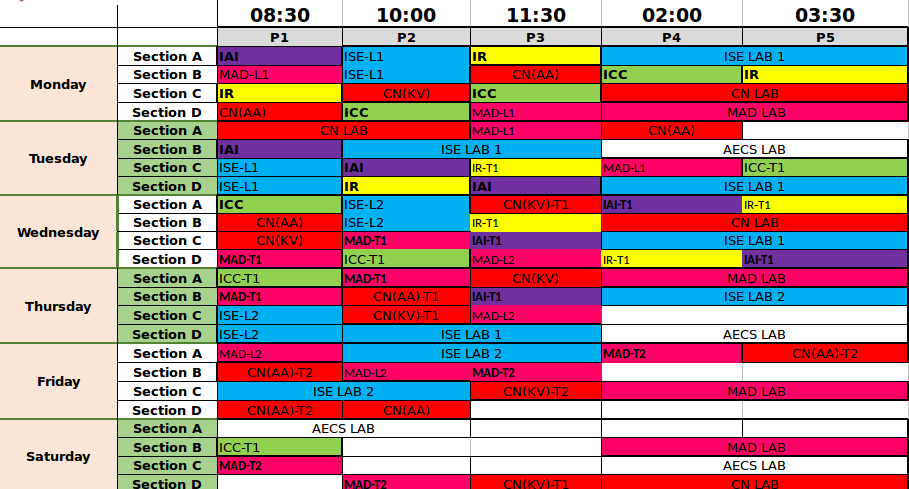 08:30 10:00 11:30 02:00 03:30
P1 P2 P3 P4 P5
Monday
Section A IAI ISE-L1 IR ISE LAB 1
Section B MAD-L1 ISE-L1 CN(AA) ICC IR
Section C IR CN(KV) ICC CN LAB
Section D CN(AA) ICC MAD-L1 MAD LAB
Tuesday
Section A CN LAB MAD-L1 CN(AA)
Section B IAI ISE LAB 1 AECS LAB
Section C ISE-L1 IAI IR-T1 MAD-L1 ICC-T1
Section D ISE-L1 IR IAI ISE LAB 1
Wednesday
Section A ICC ISE-L2 CN(KV)-T1 IAI-T1 IR-T1
Section B CN(AA) ISE-L2 IR-T1 CN LAB
Section C CN(KV) MAD-T1 IAI-T1 ISE LAB 1
Section D MAD-T1 ICC-T1 MAD-L2 IR-T1 IAI-T1
Thursday
Section A ICC-T1 MAD-T1 CN(KV) MAD LAB
Section B MAD-T1 CN(AA)-T1 IAI-T1 ISE LAB 2
Section C ISE-L2 CN(KV)-T1 MAD-L2
Section D ISE-L2 ISE LAB 1 AECS LAB
Friday
Section A MAD-L2 ISE LAB 2 MAD-T2 CN(AA)-T2
Section B CN(AA)-T2 MAD-L2 MAD-T2
Section C ISE LAB 2 CN(KV)-T2 MAD LAB
Section D CN(AA)-T2 CN(AA)
Saturday
Section A AECS LAB
Section B ICC-T1 MAD LAB
Section C MAD-T2 AECS LAB
Section D MAD-T2 CN(KV)-T1 CN LAB